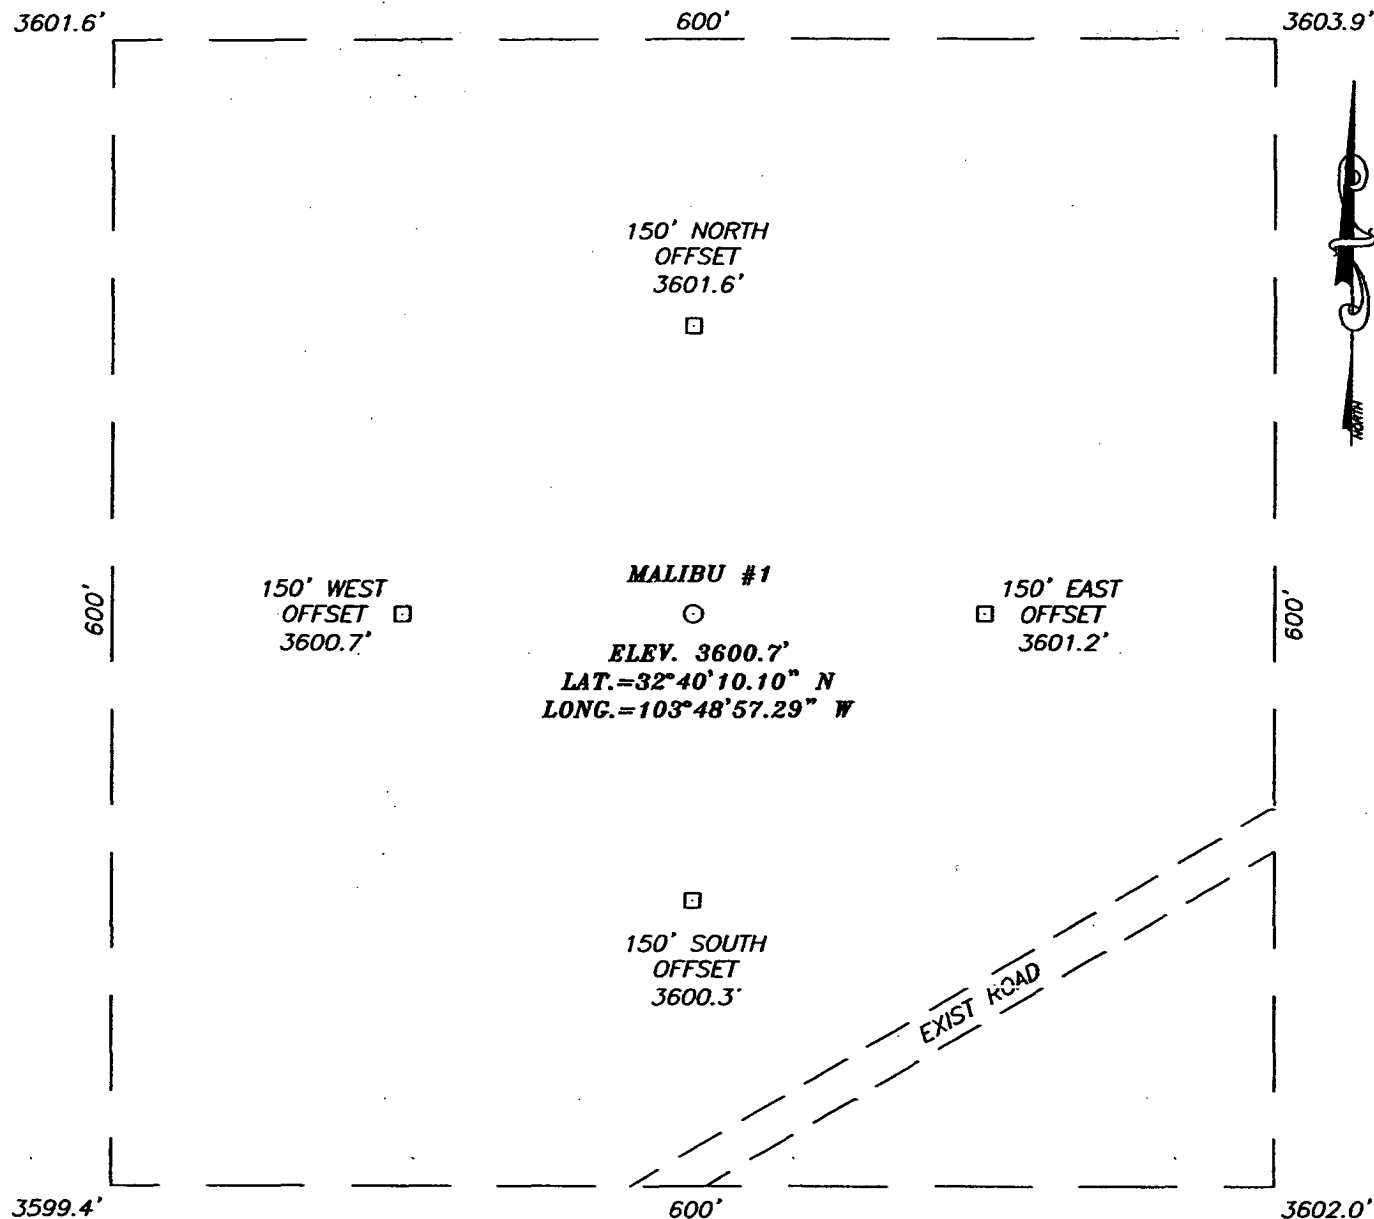 3601.6'
600'
3603.9'
150' NORTH
OFFSET
3601.6'
NORTH
600'
150' WEST
OFFSET
3600.7'
MALIBU #1
ELEV. 3600.7'
LAT.=32°40'10.10" N
LONG.=103°48'57.29" W
150' EAST
OFFSET
3601.2'
600'
150' SOUTH
OFFSET
3600.3'
EXIST ROAD
3599.4'
600'
3602.0'